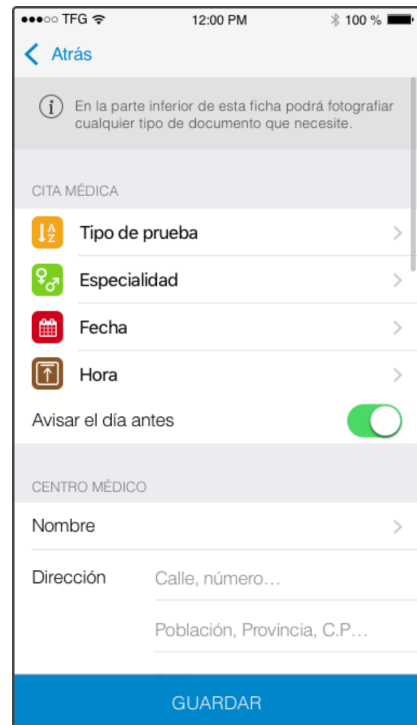 TFG 12:00 PM 100 %
Atrás
En la parte inferior de esta ficha podrá fotografiar
cualquier tipo de documento que necesite.
CITA MÉDICA
Tipo de prueba
Especialidad
Fecha
Hora
Avisar el día antes
CENTRO MÉDICO
Nombre
Dirección Calle, número…
Población, Provincia, C.P…
GUARDAR